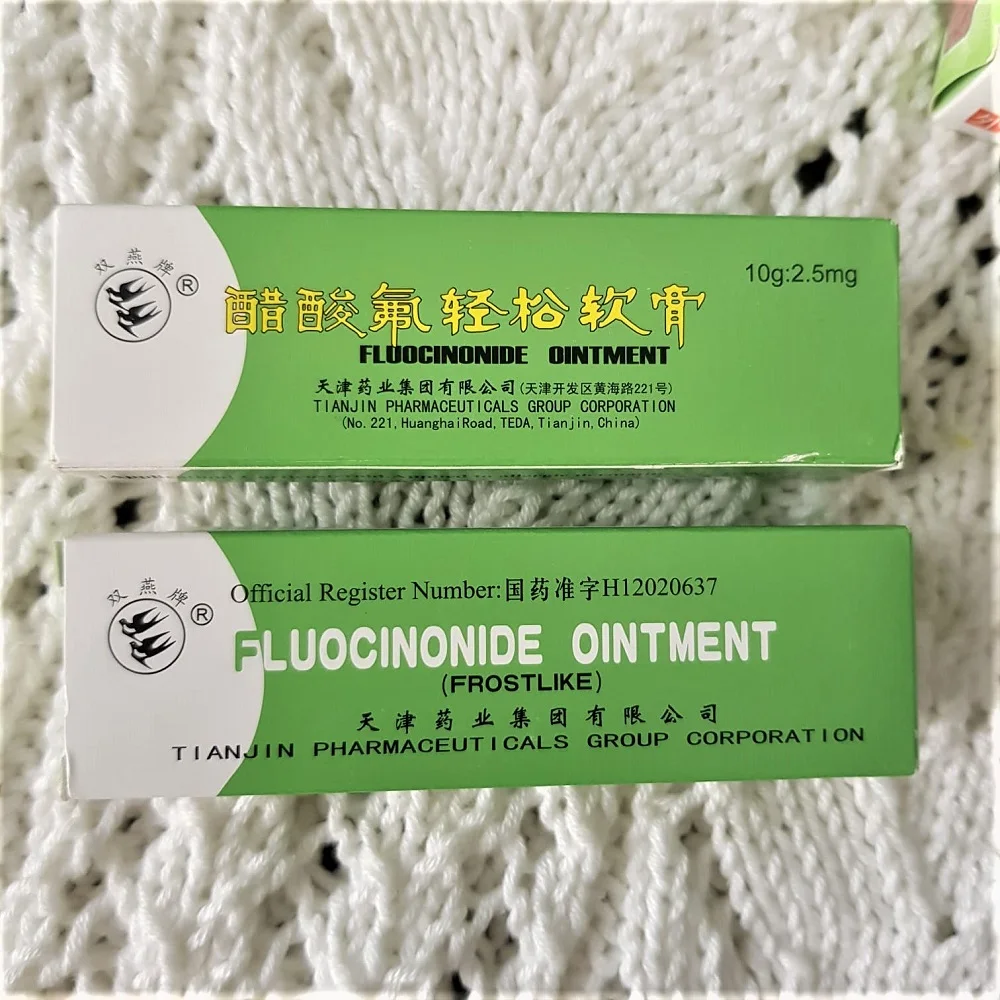 双燕牌
®
10g:2.5mg
醋酸氟轻松软膏
FLUOCINONIDE OINTMENT
天津药业集团有限公司(天津开发区黄海路221号)
TIANJIN PHARMACEUTICALS GROUP CORPORATION
(No.221,HuanghaiRoad,TEDA,Tianjin,China)
双燕牌
®
Official Register Number:国药准字H12020637
FLUOCINONIDE OINTMENT
(FROSTLIKE)
天津药业集团有限公司
TIANJIN PHARMACEUTICALS GROUP CORPORATION